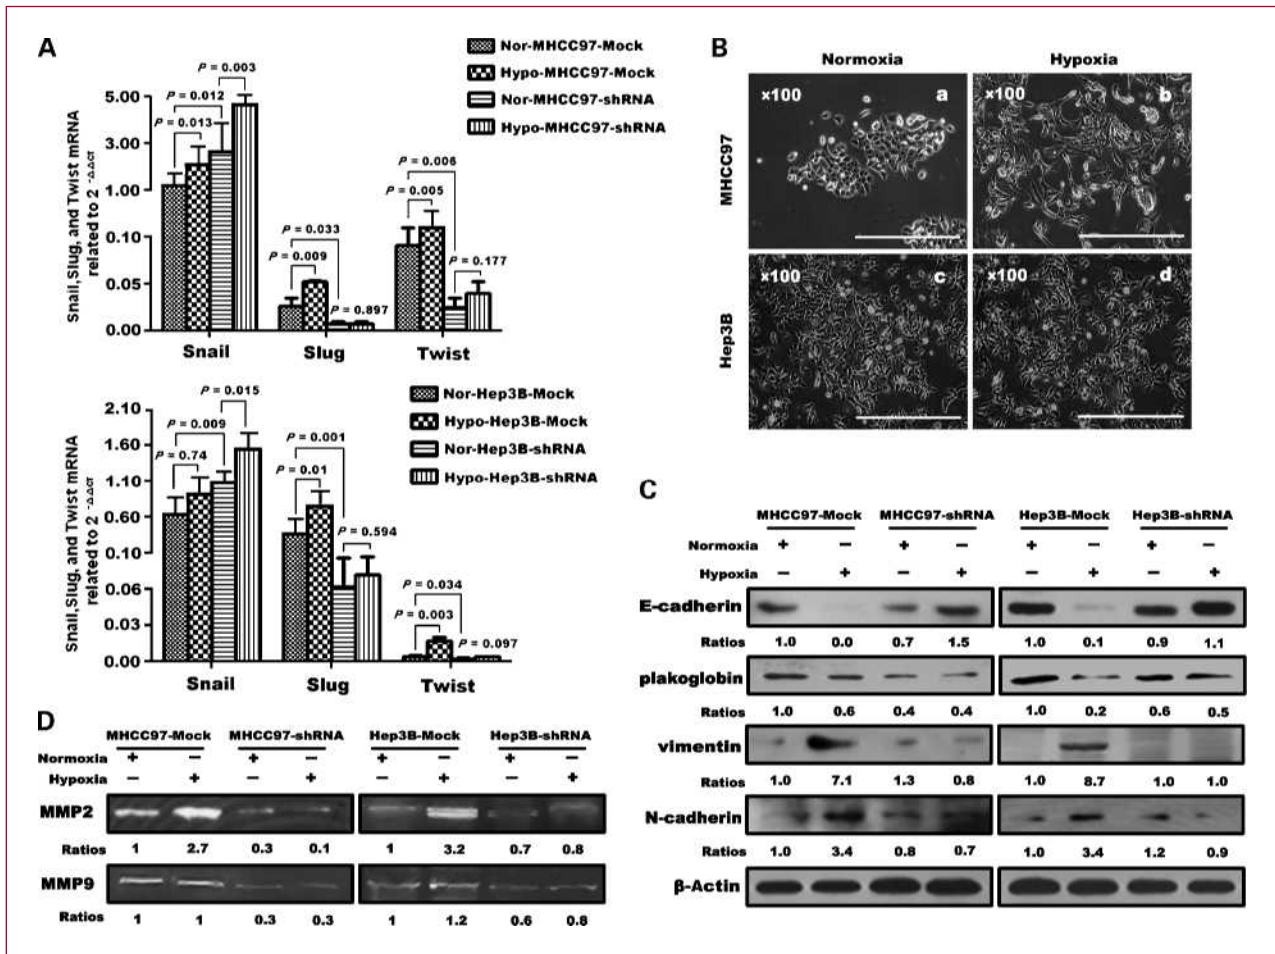 A
Nor-MHCC97-Mock
Hypo-MHCC97-Mock
Nor-MHCC97-shRNA
Hypo-MHCC97-shRNA
Snail,Slug, and Twist mRNA
related to 2 -ΔΔCT
5.00
3.00
1.00
0.10
0.05
0.00
P = 0.003
P = 0.012
P = 0.013
P = 0.033
P = 0.009
P = 0.897
P = 0.006
P = 0.005
P = 0.177
Snail Slug Twist
Nor-Hep3B-Mock
Hypo-Hep3B-Mock
Nor-Hep3B-shRNA
Hypo-Hep3B-shRNA
Snail,Slug, and Twist mRNA
related to 2 -ΔΔCT
2.10
1.60
1.10
0.60
0.10
0.06
0.03
0.00
P = 0.015
P = 0.009
P = 0.74
P = 0.001
P = 0.01
P = 0.594
P = 0.034
P = 0.003
P = 0.097
Snail Slug Twist
B
Normoxia Hypoxia
MHCC97
×100 a ×100 b
Hep3B
×100 c ×100 d
C
MHCC97-Mock MHCC97-shRNA Hep3B-Mock Hep3B-shRNA
Normoxia + − + − + − + −
Hypoxia − + − + − + − +
E-cadherin
Ratios 1.0 0.0 0.7 1.5 1.0 0.1 0.9 1.1
plakoglobin
Ratios 1.0 0.6 0.4 0.4 1.0 0.2 0.6 0.5
vimentin
Ratios 1.0 7.1 1.3 0.8 1.0 8.7 1.0 1.0
N-cadherin
Ratios 1.0 3.4 0.8 0.7 1.0 3.4 1.2 0.9
β-Actin
D
MHCC97-Mock MHCC97-shRNA Hep3B-Mock Hep3B-shRNA
Normoxia + − + − + − + −
Hypoxia − + − + − + − +
MMP2
Ratios 1 2.7 0.3 0.1 1 3.2 0.7 0.8
MMP9
Ratios 1 1 0.3 0.3 1 1.2 0.6 0.8